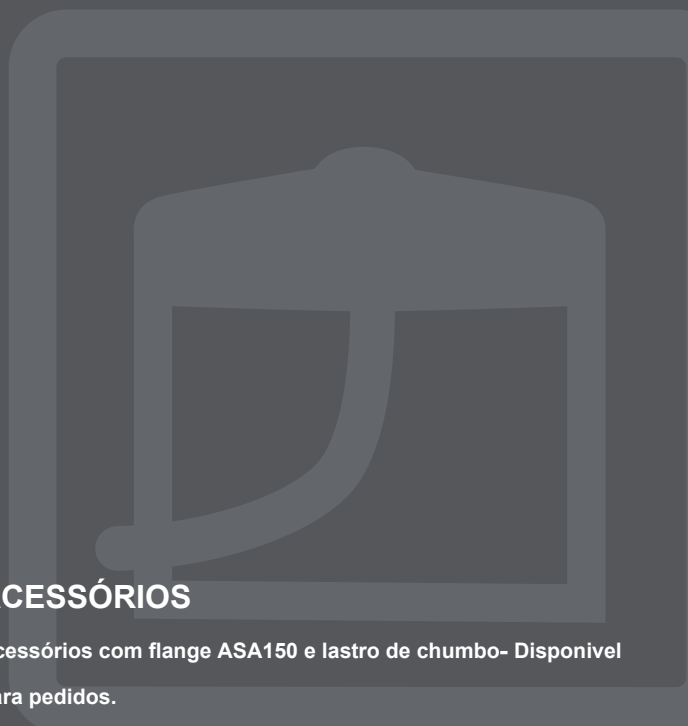 CESSÓRIOS
cessórios com flange ASA150 e lastro de chumbo- Disponivel
ra pedidos.